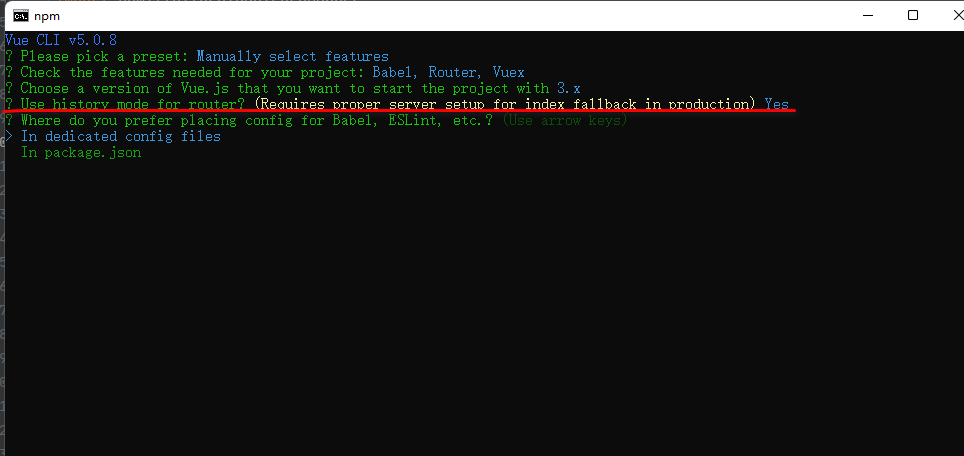 npm
Vue CLI v5.0.8
? Please pick a preset: Manually select features
? Check the features needed for your project: Babel, Router, Vuex
? Choose a version of Vue.js that you want to start the project with 3.x
? Use history mode for router? (Requires proper server setup for index fallback in production) Yes
? Where do you prefer placing config for Babel, ESLint, etc.? (Use arrow keys)
> In dedicated config files
In package.json